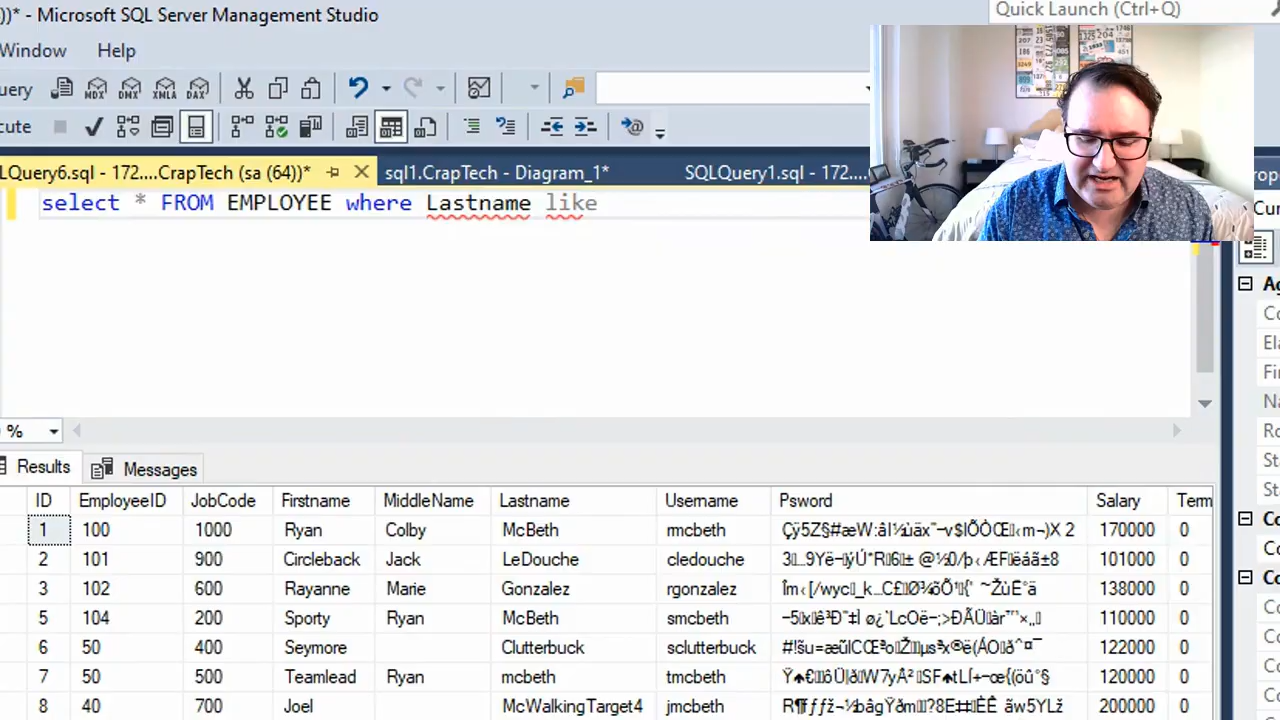 ))* - Microsoft SQL Server Management Studio
Quick Launch (Ctrl+Q)
Window Help
uery MDX DMX XMLA DAX
cute
LQuery6.sql - 172....CrapTech (sa (64))* sql1.CrapTech - Diagram_1* SQLQuery1.sql - 172....
select * FROM EMPLOYEE where Lastname like
%
Results Messages
ID EmployeeID JobCode Firstname MiddleName Lastname Username Psword Salary Term
1 100 1000 Ryan Colby McBeth mcbeth 170000 0
2 101 900 Circleback Jack LeDouche cledouche 101000 0
3 102 600 Rayanne Marie Gonzalez rgonzalez 138000 0
5 104 200 Sporty Ryan McBeth smcbeth 110000 0
6 50 400 Seymore Clutterbuck sclutterbuck 122000 0
7 50 500 Teamlead Ryan mcbeth tmcbeth 122000 0
8 40 700 Joel McWalkingTarget4 jmcbeth 200000 0